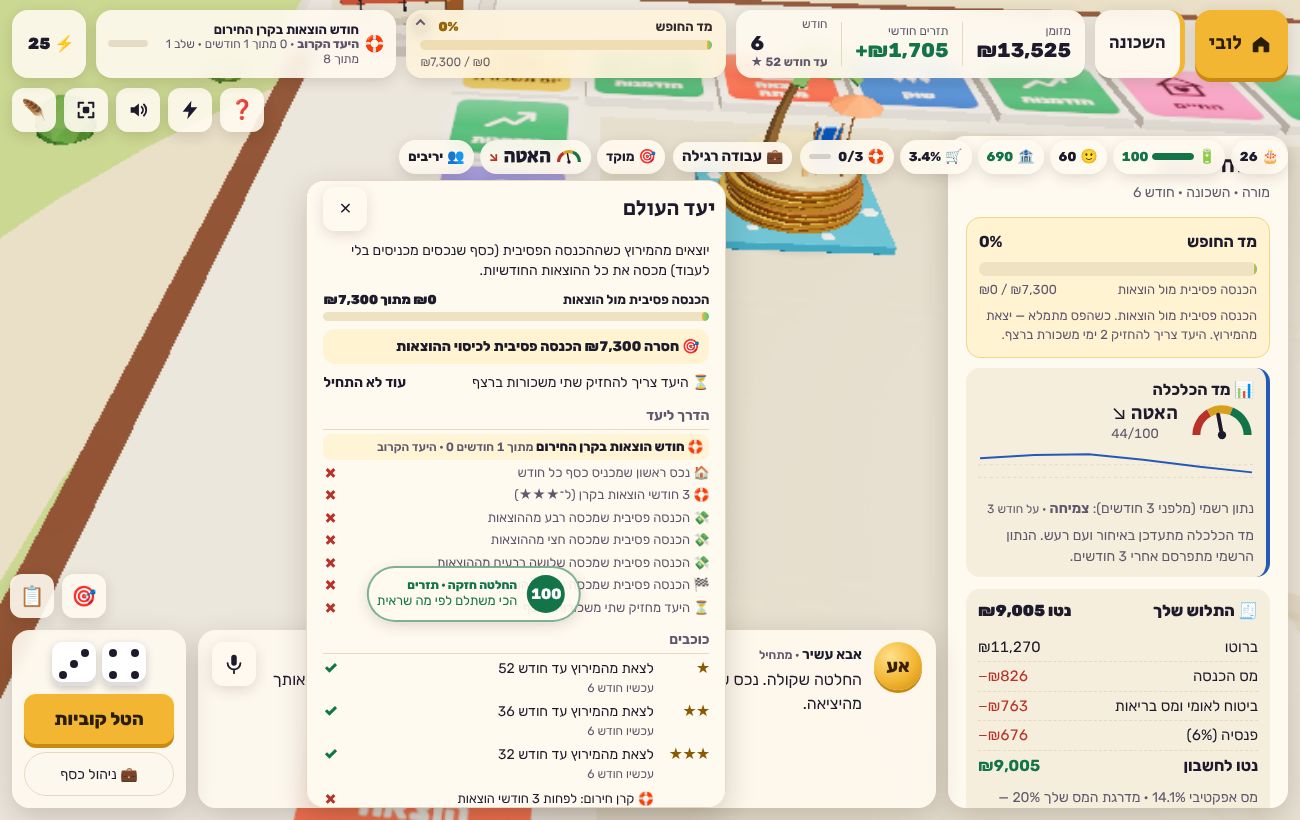 לובי
השכונה
מזומן
₪13,525
תזרים חודשי
+₪1,705
חודש
6
עד חודש 52 ★
מד החופש
0%
₪0 / ₪7,300
חודש הוצאות בקרן החירום
היעד הקרוב · 0 מתוך 1 חודשים · שלב 1
מתוך 8
25
26
100
60
690
3.4%
0/3
עבודה רגילה
מוקד
האטה ↘
יריבים
מורה · השכונה · חודש 6
מד החופש
0%
הכנסה פסיבית מול הוצאות
₪0 / ₪7,300
הכנסה פסיבית מול הוצאות. כשהפס מתמלא — יצאת
מהמירוץ. היעד צריך להחזיק 2 ימי משכורת ברצף.
מד הכלכלה
האטה ↘
44/100
נתון רשמי (מלפני 3 חודשים): צמיחה · על חודש 3
מד הכלכלה מתעדכן באיחור ועם רעש. הנתון
הרשמי מתפרסם אחרי 3 חודשים.
התלוש שלך
נטו ₪9,005
ברוטו
₪11,270
מס הכנסה
−₪826
ביטוח לאומי ומס בריאות
−₪763
פנסיה (6%)
−₪676
נטו לחשבון
₪9,005
מס אפקטיבי 14.1% · מדרגת המס שלך 20% —
יעד העולם
×
יוצאים מהמירוץ כשההכנסה הפסיבית (כסף שנכסים מכניסים בלי
לעבוד) מכסה את כל ההוצאות החודשיות.
הכנסה פסיבית מול הוצאות
₪0 מתוך ₪7,300
חסרה ₪7,300 הכנסה פסיבית לכיסוי ההוצאות
היעד צריך להחזיק שתי משכורות ברצף
עוד לא התחיל
הדרך ליעד
חודש הוצאות בקרן החירום 0 מתוך 1 חודשים · היעד הקרוב
נכס ראשון שמכניס כסף כל חודש
3 חודשי הוצאות בקרן (ל־★★★)
הכנסה פסיבית שמכסה רבע מההוצאות
הכנסה פסיבית שמכסה חצי מההוצאות
הכנסה פסיבית שמכסה שלושה רבעים מההוצאות
הכנסה פסיבית
היעד מחזיק שתי
100
החלטה חזקה · תזרים
הכי משתלם לפי מה שראית
כוכבים
★ לצאת מהמירוץ עד חודש 52
עכשיו חודש 6
★★ לצאת מהמירוץ עד חודש 36
עכשיו חודש 6
★★★ לצאת מהמירוץ עד חודש 32
עכשיו חודש 6
קרן חירום: לפחות 3 חודשי הוצאות
אע
אבא עשיר · מתחיל
החלטה שקולה. נכס
אותך
מהיציאה.
הטל קוביות
ניהול כסף
הזדמנות
שוק
החיים
הוצאות